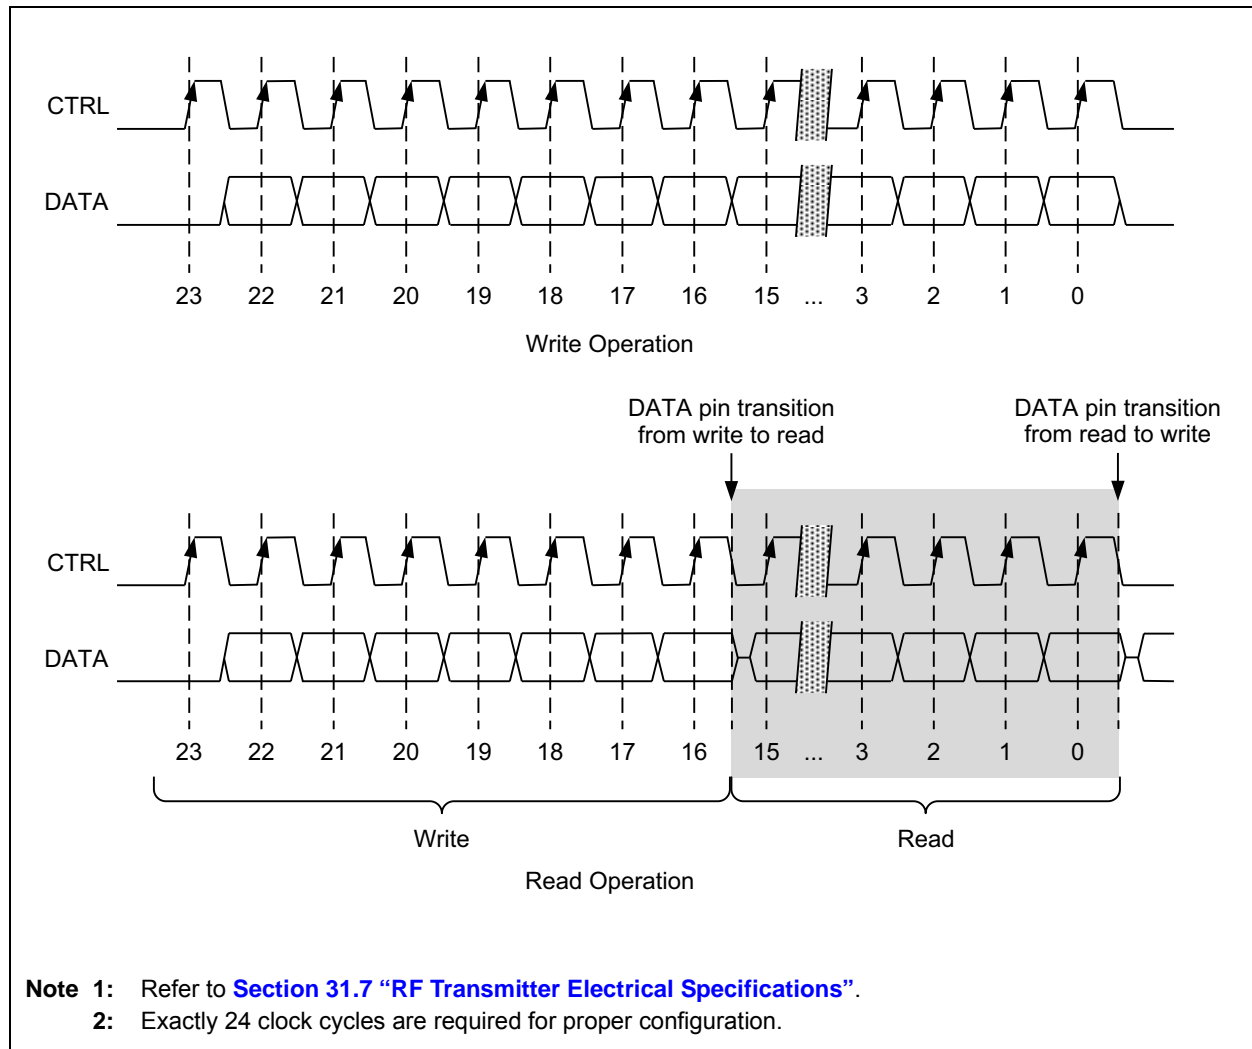 CTRL
DATA
23 22 21 20 19 18 17 16 15 ... 3 2 1 0
Write Operation
DATA pin transition
from write to read
DATA pin transition
from read to write
CTRL
DATA
23 22 21 20 19 18 17 16 15 ... 3 2 1 0
Write Read
Read Operation
Note 1: Refer to Section 31.7 “RF Transmitter Electrical Specifications”.
2: Exactly 24 clock cycles are required for proper configuration.